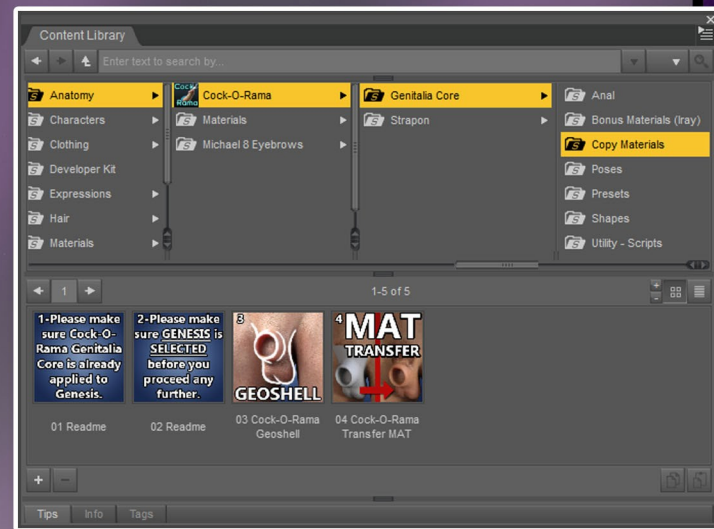 Content Library
Enter text to search by...
Anatomy
Characters
Clothing
Developer Kit
Expressions
Hair
Materials
Cock-O-Rama
Materials
Michael 8 Eyebrows
Genitalia Core
Strapon
Anal
Bonus Materials (Iray)
Copy Materials
Poses
Presets
Shapes
Utility - Scripts
1
1-5 of 5
1-Please make
sure Cock-O-
Rama Genitalia
Core is already
applied to
Genesis.
01 Readme
2-Please make
sure GENESIS is
SELECTED
before you
proceed any
further.
02 Readme
3
GEOSHELL
03 Cock-O-Rama
Geoshell
4
MAT
TRANSFER
04 Cock-O-Rama
Transfer MAT
Tips
Info
Tags